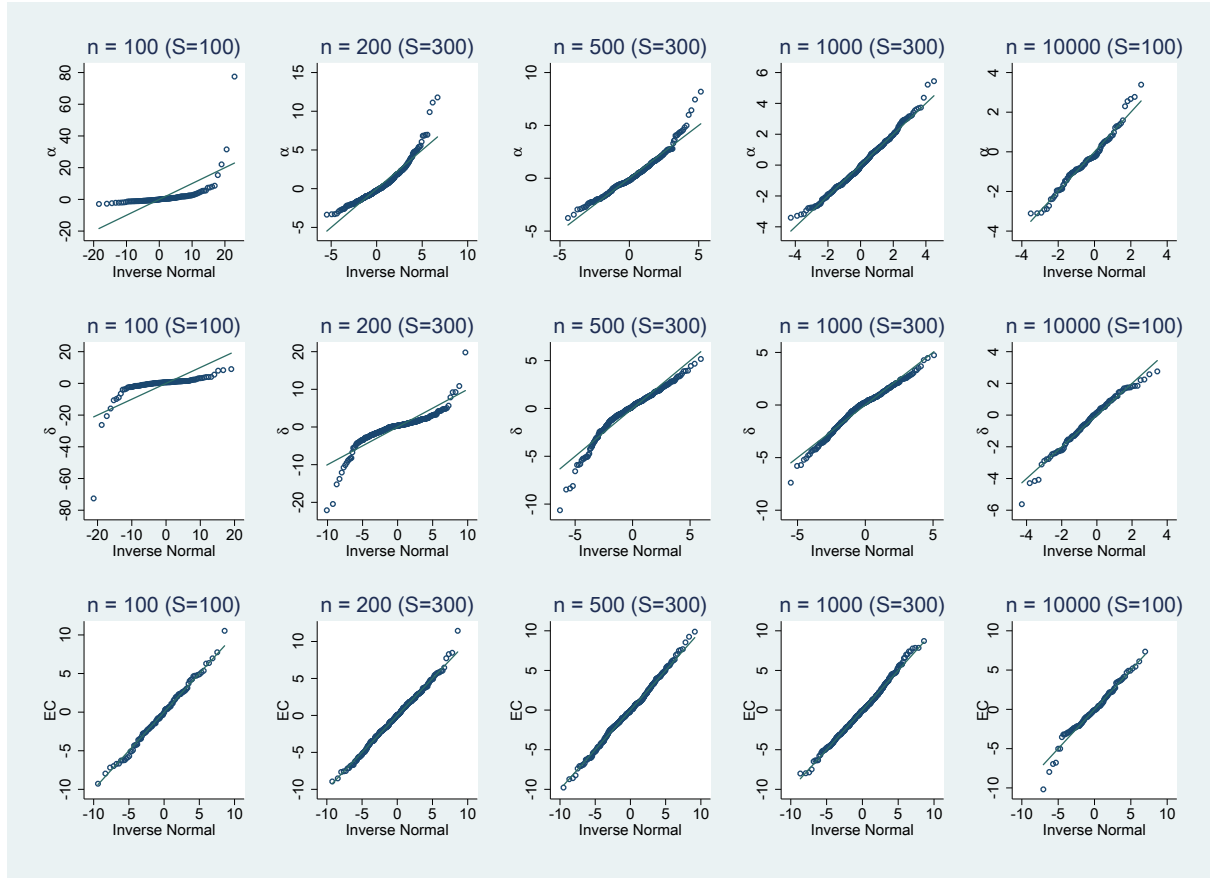 n = 100 (S=100) n = 200 (S=300) n = 500 (S=300) n = 1000 (S=300) n = 10000 (S=100)
α
-20 0 20 40 60 80
-20 -10 0 10 20
Inverse Normal
α
-5 0 5 10 15
-5 0 5 10
Inverse Normal
α
-5 0 5 10
-5 0 5
Inverse Normal
α
-4 -2 0 2 4 6
-4 -2 0 2 4
Inverse Normal
α
-4 -2 0 2 4
-4 -2 0 2 4
Inverse Normal
n = 100 (S=100) n = 200 (S=300) n = 500 (S=300) n = 1000 (S=300) n = 10000 (S=100)
δ
-80 -60 -40 -20 0 20
-20 -10 0 10 20
Inverse Normal
δ
-20 -10 0 10 20
-10 -5 0 5 10
Inverse Normal
δ
-10 -5 0 5
-5 0 5
Inverse Normal
δ
-10 -5 0 5
-5 0 5
Inverse Normal
δ
-6 -4 -2 0 2 4
-4 -2 0 2 4
Inverse Normal
n = 100 (S=100) n = 200 (S=300) n = 500 (S=300) n = 1000 (S=300) n = 10000 (S=100)
EC
-10 -5 0 5 10
-10 -5 0 5 10
Inverse Normal
EC
-10 -5 0 5 10
-10 -5 0 5 10
Inverse Normal
EC
-10 -5 0 5 10
-10 -5 0 5 10
Inverse Normal
EC
-10 -5 0 5 10
-10 -5 0 5 10
Inverse Normal
EC
-10 -5 0 5 10
-10 -5 0 5 10
Inverse Normal